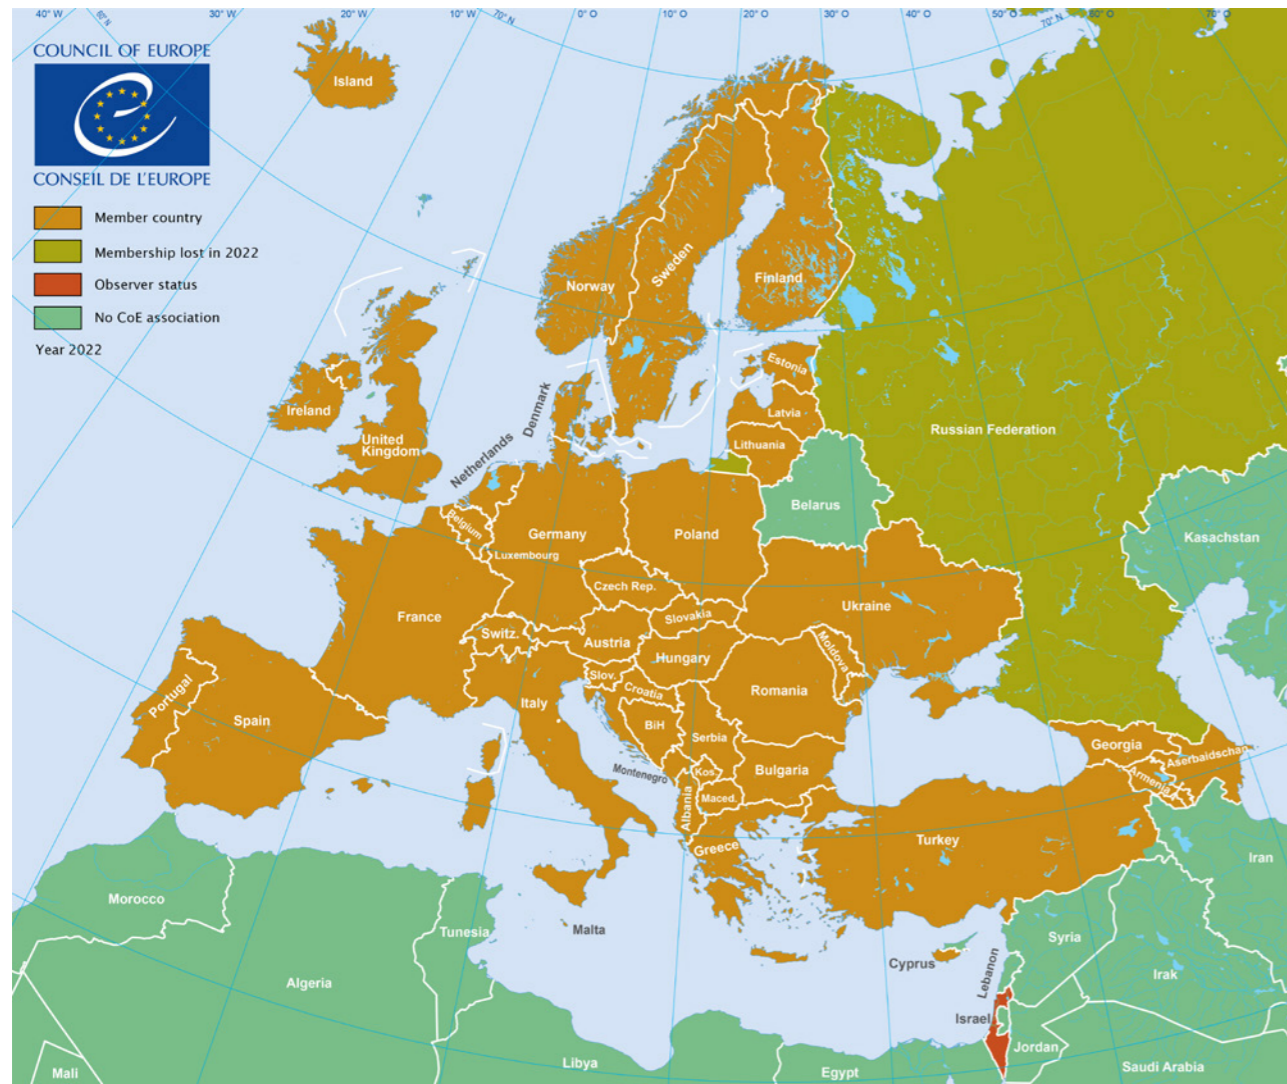 40° W
60° N
30° W
20° W
10° W
70° N
0° O
10° O
20° O
30° O
40° O
50° O
70° N
60° O
70° O
COUNCIL OF EUROPE
CONSEIL DE L'EUROPE
Member country
Membership lost in 2022
Observer status
No CoE association
Year 2022
Island
Norway
Sweden
Finland
Estonia
Latvia
Lithuania
Russian Federation
Denmark
Ireland
United
Kingdom
Netherlands
Belgium
Luxembourg
Germany
Poland
Belarus
Kasachstan
Czech Rep.
Slovakia
Ukraine
France
Switz.
Austria
Hungary
Moldova
Slov.
Croatia
Romania
Portugal
Spain
Italy
BiH
Serbia
Montenegro
Kos.
Bulgaria
Georgia
Aserbaidschan
Armenia
Albania
Maced.
Greece
Turkey
Iran
Morocco
Tunesia
Malta
Cyprus
Syria
Lebanon
Irak
Algeria
Israel
Jordan
Saudi Arabia
Mali
Libya
Egypt